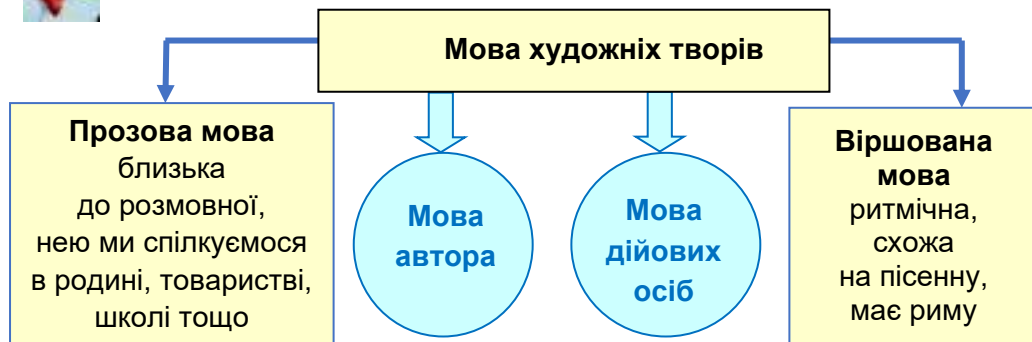 Мова художніх творів
Прозова мова
близька
до розмовної,
нею ми спілкуємося
в родині, товаристві,
школі тощо
Мова
автора
Мова
дійових
осіб
Віршована
мова
ритмічна,
схожа
на пісенну,
має риму